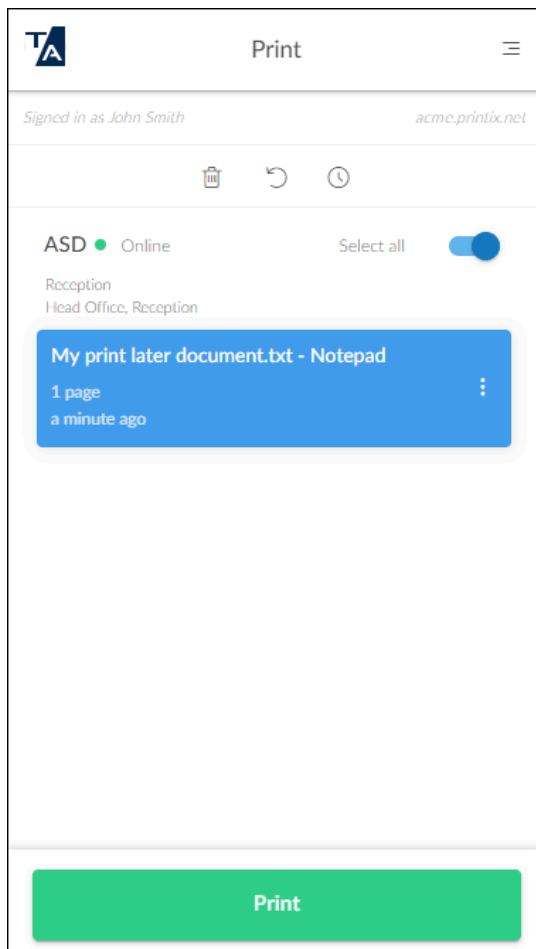 TA
Print
Signed in as John Smith acme.printix.net
ASD Online Select all
Reception
Head Office, Reception
My print later document.txt - Notepad
1 page
a minute ago
Print